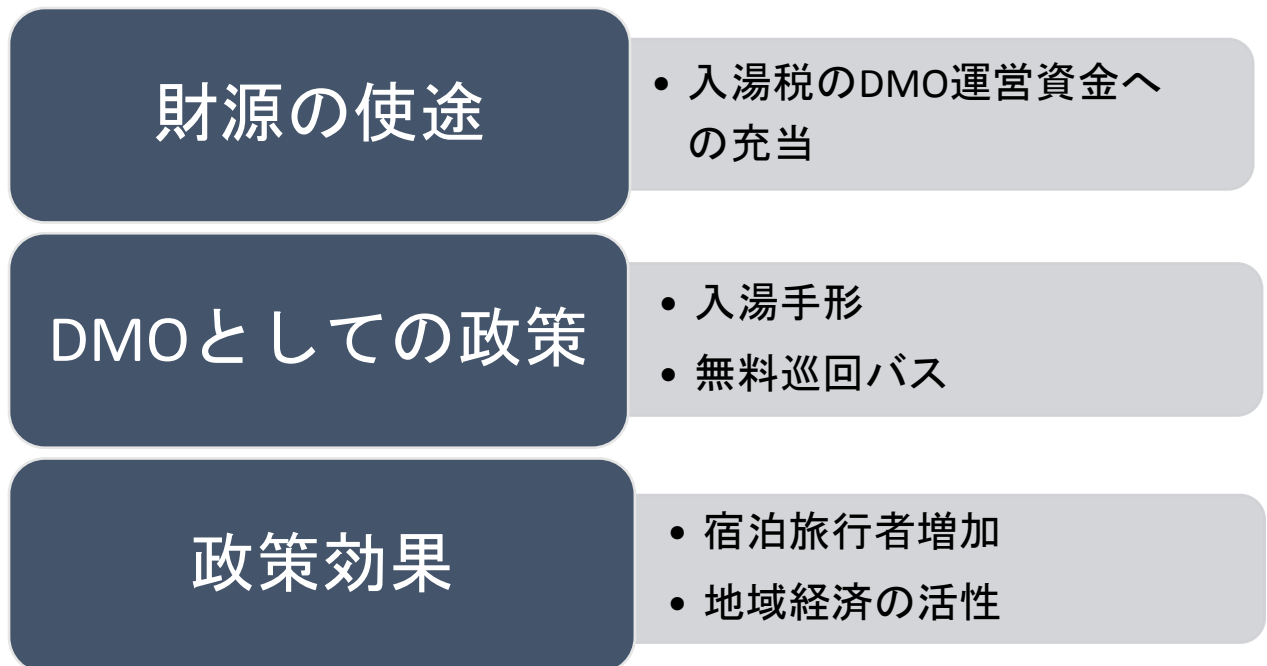 財源の使途
• 入湯税のDMO運営資金へ
の充当
DMOとしての政策
• 入湯手形
• 無料巡回バス
政策効果
• 宿泊旅行者増加
• 地域経済の活性